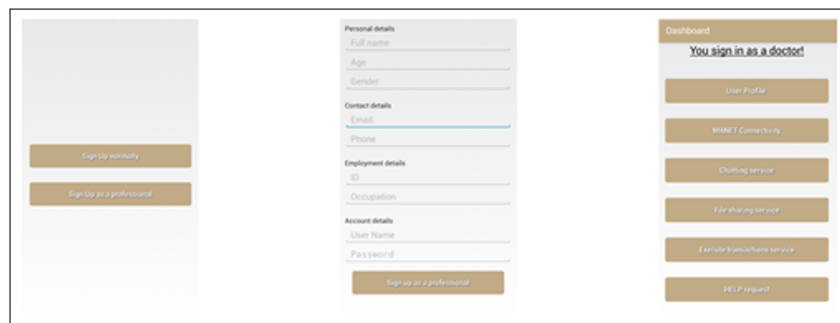 Sign-Up normally
Sign-Up as a professional
Personal details
Full name
Age
Gender
Contact details
Email
Phone
Employment details
ID
Occupation
Account details
User Name
Password
Sign-up as a professional
Dashboard
You sign in as a doctor!
User Profile
MANET Connectivity
Chatting service
File sharing service
Execute transactions service
HELP request